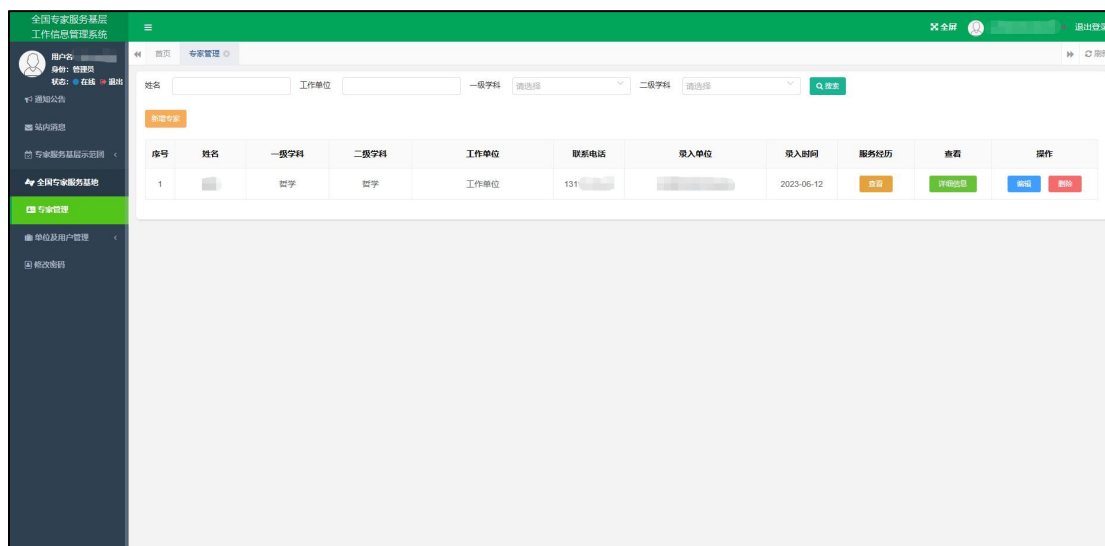 全国专家服务基层
工作信息管理系统
全屏
退出登录
用户名
身份：管理员
状态： 在线 退出
首页 专家管理
刷新
姓名 工作单位 一级学科 请选择 二级学科 请选择 搜索
新增专家
通知公告
站内消息
专家服务基层示范团
全国专家服务基地
专家管理
单位及用户管理
修改密码
序号 姓名 一级学科 二级学科 工作单位 联系电话 录入单位 录入时间 服务经历 查看 操作
1 哲学 哲学 工作单位 131 2023-06-12 查看 详细信息 编辑 删除